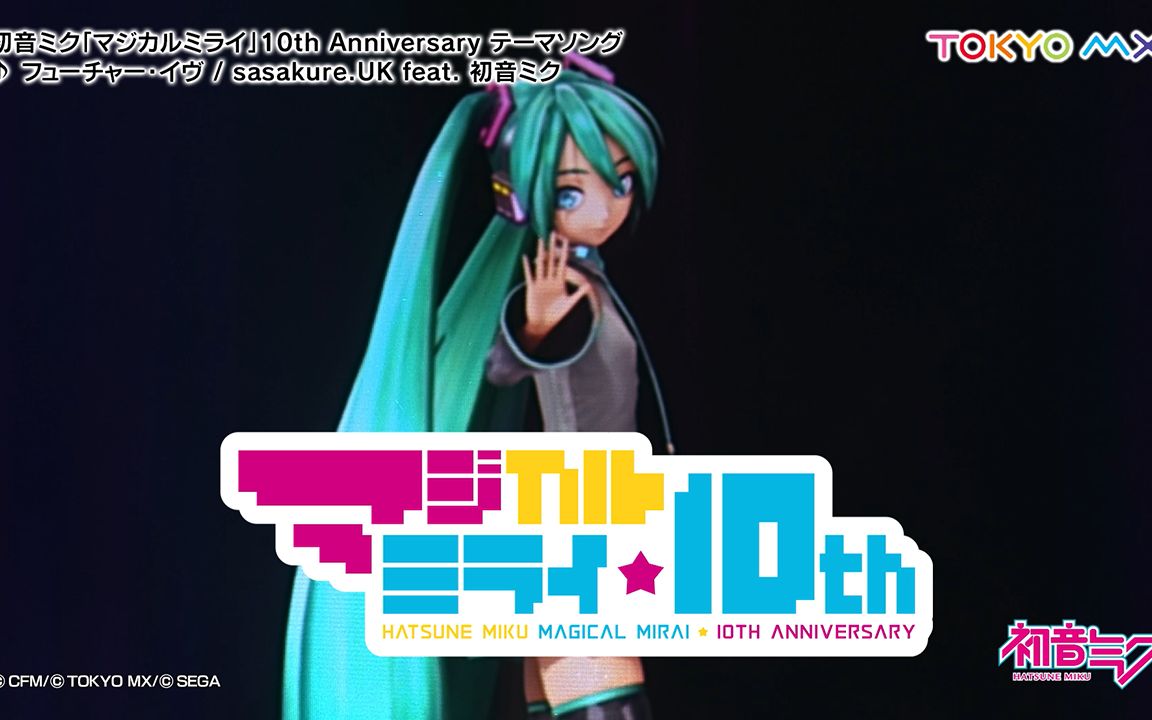 初音ミク「マジカルミライ」10th Anniversary テーマソング
♪ フューチャー・イヴ / sasakure.UK feat. 初音ミク
TOKYO MX
マジカル
ミライ★10th
HATSUNE MIKU MAGICAL MIRAI ★ 10TH ANNIVERSARY
初音ミク
HATSUNE MIKU
© CFM/© TOKYO MX/© SEGA